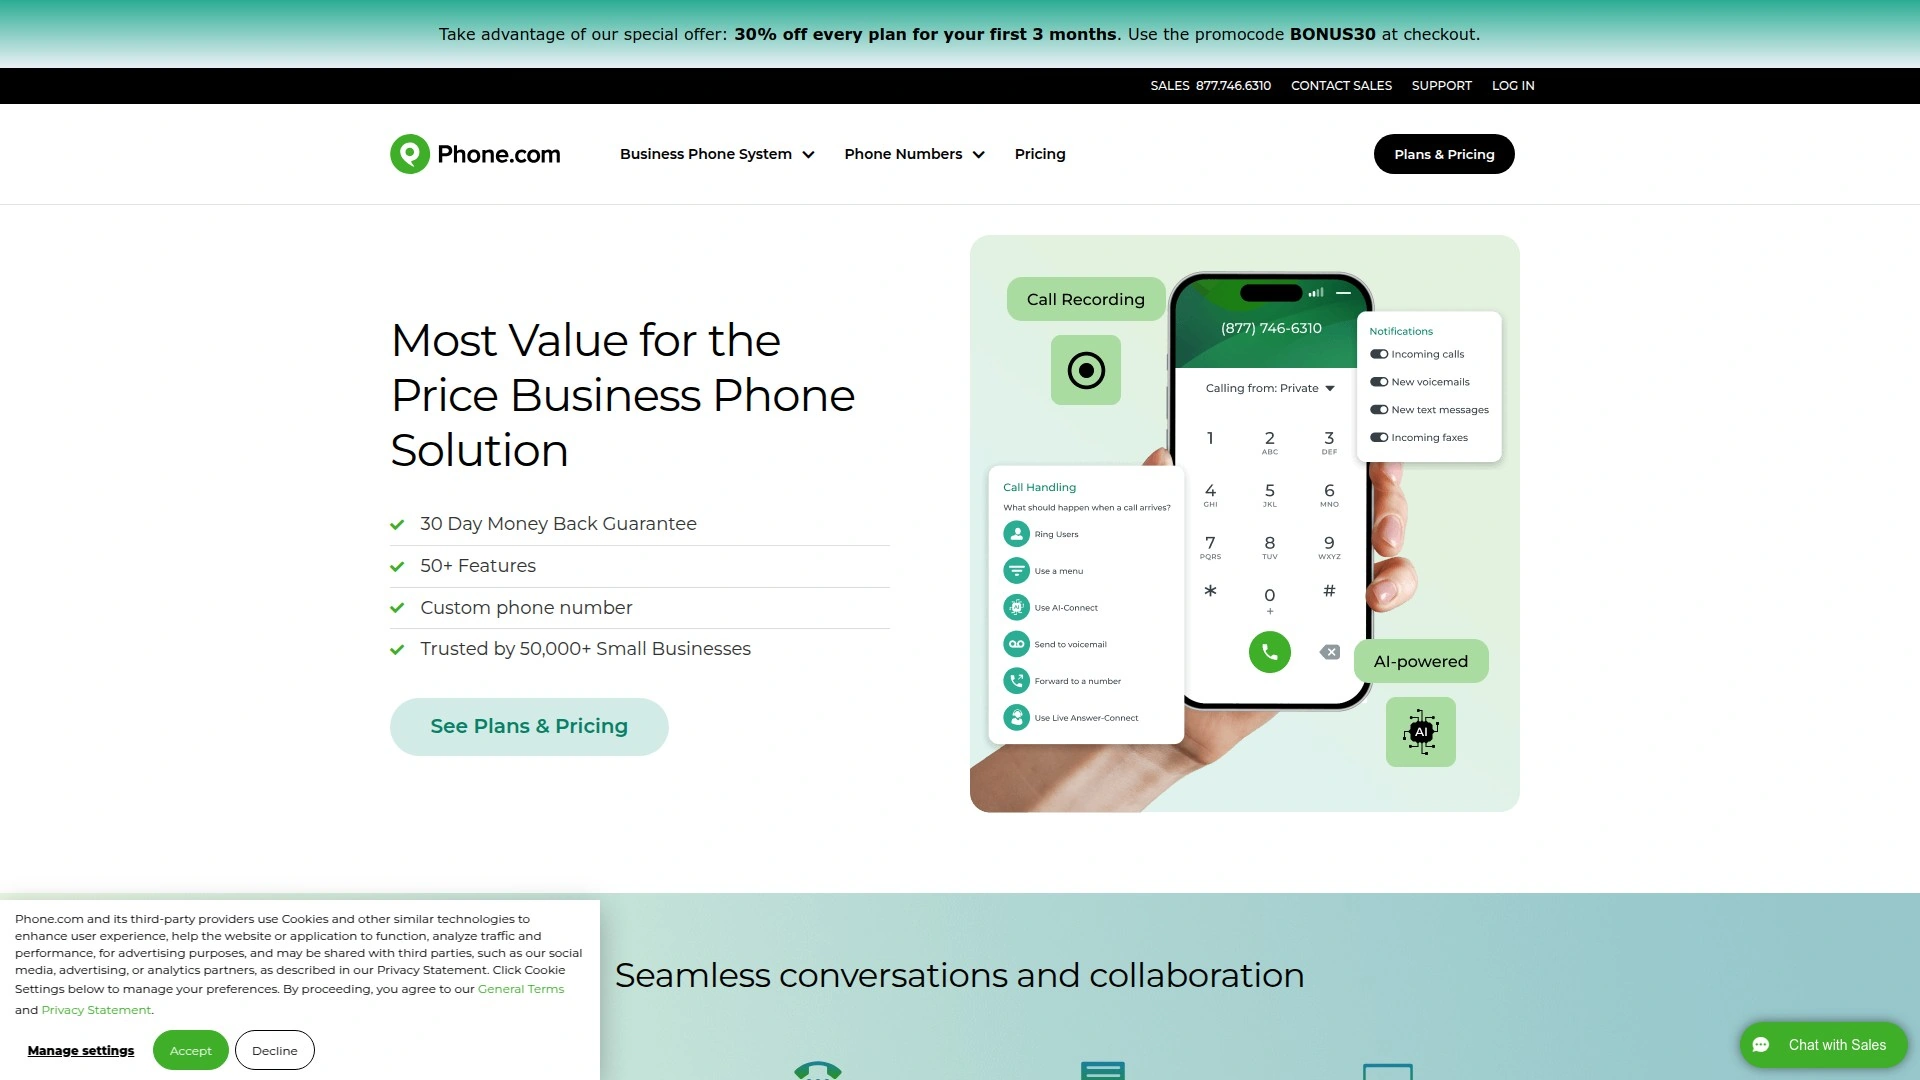 Take advantage of our special offer: 30% off every plan for your first 3 months. Use the promocode BONUS30 at checkout.
SALES 877.746.6310 CONTACT SALES SUPPORT LOG IN
Phone.com Business Phone System Phone Numbers Pricing Plans & Pricing
Most Value for the
Price Business Phone
Solution
30 Day Money Back Guarantee
50+ Features
Custom phone number
Trusted by 50,000+ Small Businesses
See Plans & Pricing
Call Recording
(877) 746-6310
Calling from: Private
1 2 ABC 3 DEF
4 GHI 5 JKL 6 MNO
7 PQRS 8 TUV 9 WXYZ
* 0 + #
Notifications
Incoming calls
New voicemails
New text messages
Incoming faxes
Call Handling
What should happen when a call arrives?
Ring Users
Use a menu
Use AI-Connect
Send to voicemail
Forward to a number
Use Live Answer-Connect
AI-powered
AI
Seamless conversations and collaboration
Phone.com and its third-party providers use Cookies and other similar technologies to
enhance user experience, help the website or application to function, analyze traffic and
performance, for advertising purposes, and may be shared with third parties, such as our social
media, advertising, or analytics partners, as described in our Privacy Statement. Click Cookie
Settings below to manage your preferences. By proceeding, you agree to our General Terms
and Privacy Statement.
Manage settings Accept Decline
Chat with Sales